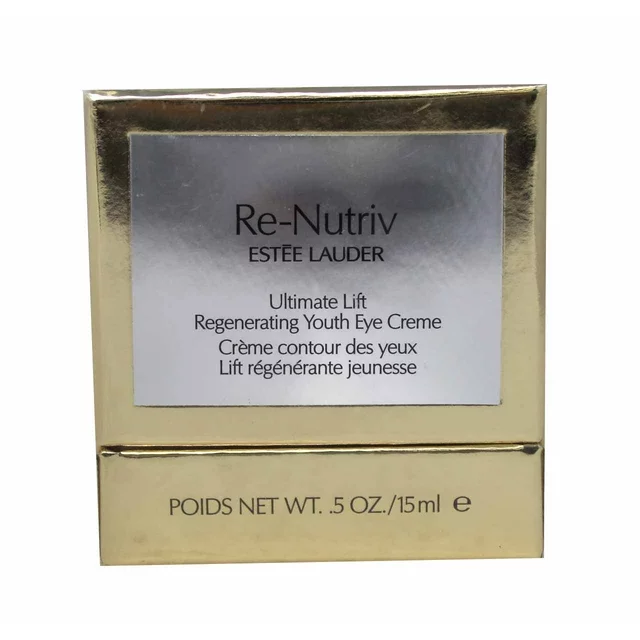 Re-Nutriv
ESTĒE LAUDER
Ultimate Lift
Regenerating Youth Eye Creme
Crème contour des yeux
Lift régénérante jeunesse
POIDS NET WT. .5 OZ./15ml ℮